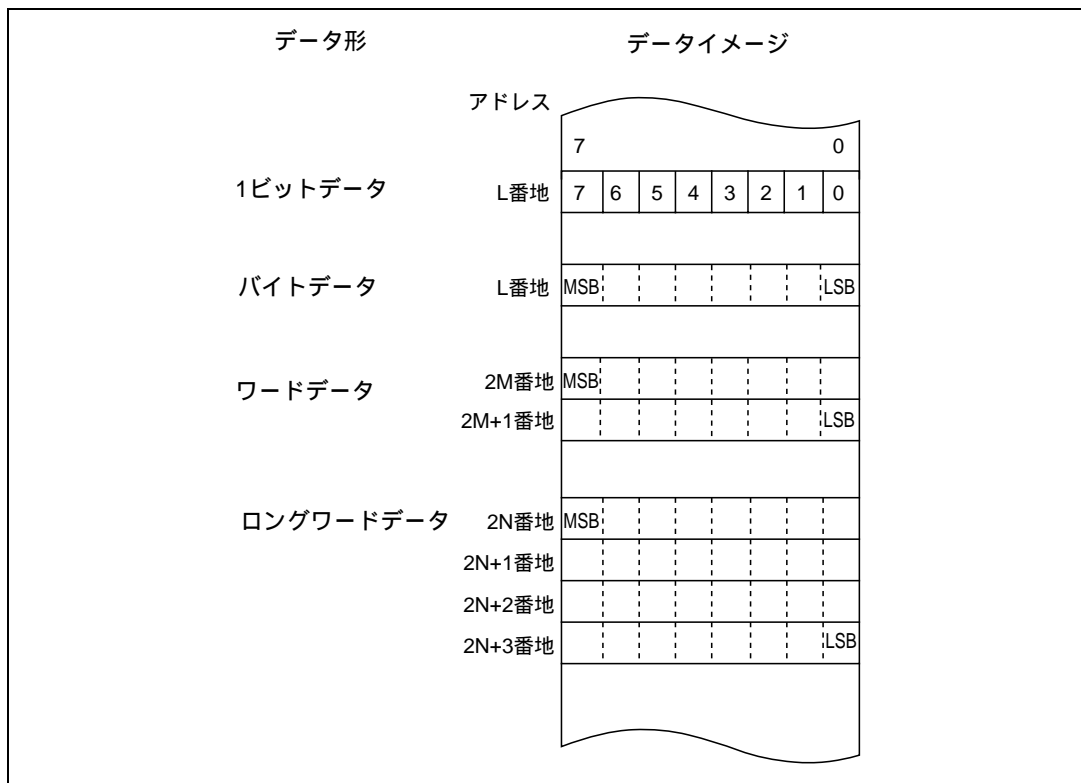 データ形 データイメージ
アドレス
7 0
1ビットデータ L番地 7 6 5 4 3 2 1 0
バイトデータ L番地 MSB LSB
ワードデータ 2M番地 MSB
2M+1番地 LSB
ロングワードデータ 2N番地 MSB
2N+1番地
2N+2番地
2N+3番地 LSB